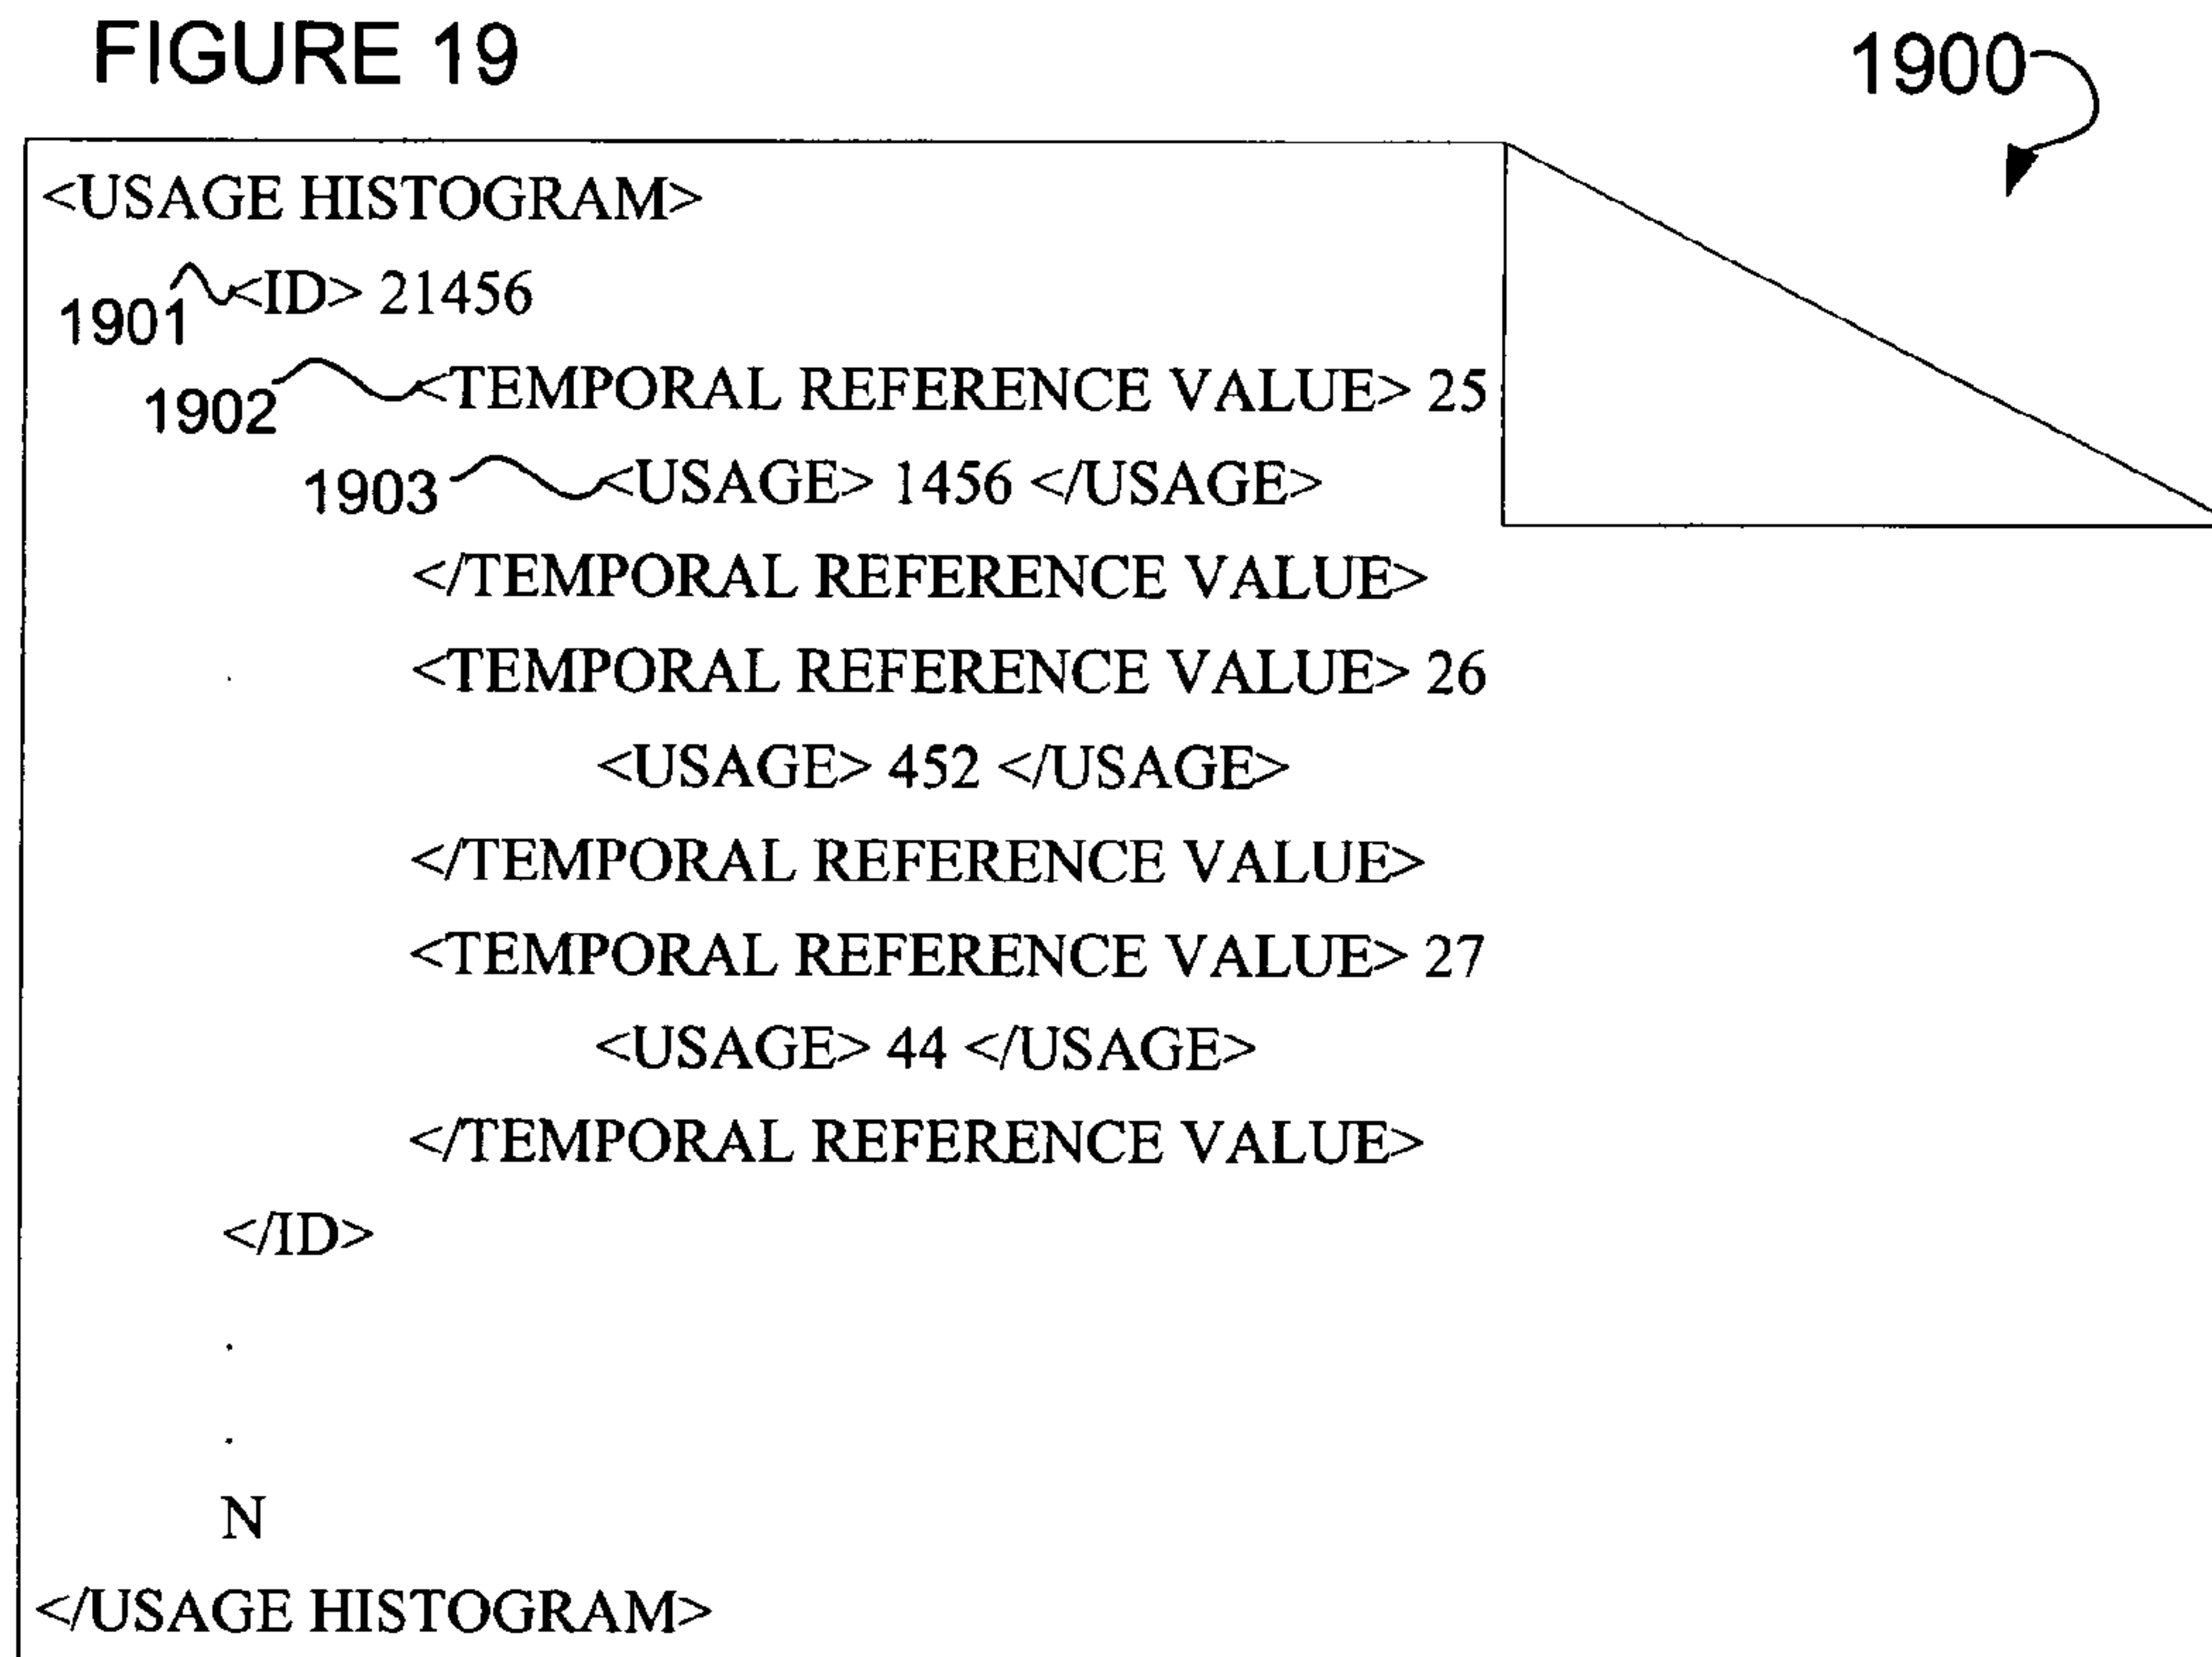 FIGURE 19
1900
<USAGE HISTOGRAM>
1901 <ID> 21456
1902 <TEMPORAL REFERENCE VALUE> 25
1903 <USAGE> 1456 </USAGE>
</TEMPORAL REFERENCE VALUE>
<TEMPORAL REFERENCE VALUE> 26
<USAGE> 452 </USAGE>
</TEMPORAL REFERENCE VALUE>
<TEMPORAL REFERENCE VALUE> 27
<USAGE> 44 </USAGE>
</TEMPORAL REFERENCE VALUE>
</ID>
.
.
N
</USAGE HISTOGRAM>